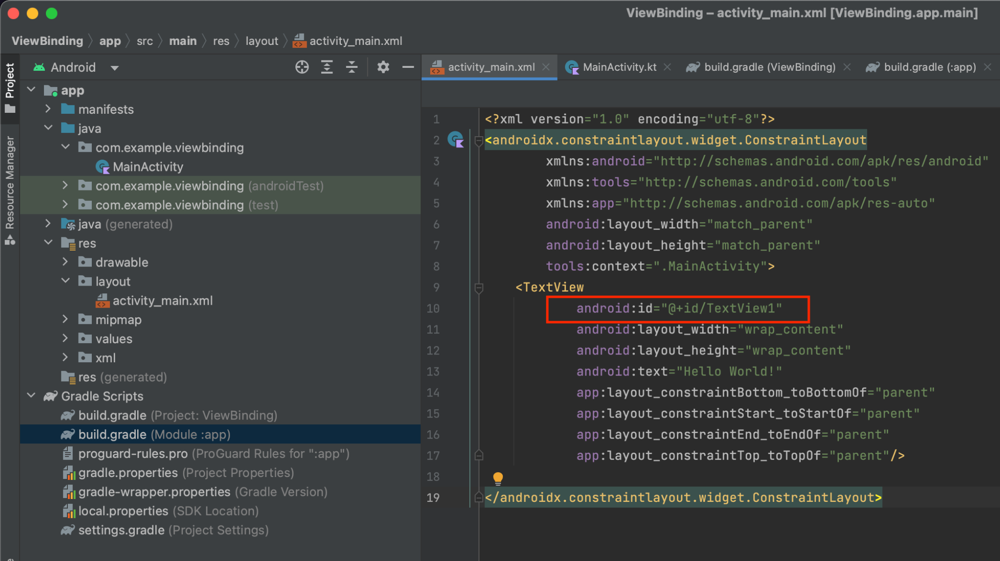 ViewBinding – activity_main.xml [ViewBinding.app.main]
ViewBinding app src main res layout activity_main.xml
Project
Resource Manager
Android
app
manifests
java
com.example.viewbinding
MainActivity
com.example.viewbinding (androidTest)
com.example.viewbinding (test)
java (generated)
res
drawable
layout
activity_main.xml
mipmap
values
xml
res (generated)
Gradle Scripts
build.gradle (Project: ViewBinding)
build.gradle (Module :app)
proguard-rules.pro (ProGuard Rules for ":app")
gradle.properties (Project Properties)
gradle-wrapper.properties (Gradle Version)
local.properties (SDK Location)
settings.gradle (Project Settings)
activity_main.xml MainActivity.kt build.gradle (ViewBinding) build.gradle (:app)
1 <?xml version="1.0" encoding="utf-8"?>
2 <androidx.constraintlayout.widget.ConstraintLayout
3 xmlns:android="http://schemas.android.com/apk/res/android"
4 xmlns:tools="http://schemas.android.com/tools"
5 xmlns:app="http://schemas.android.com/apk/res-auto"
6 android:layout_width="match_parent"
7 android:layout_height="match_parent"
8 tools:context=".MainActivity">
9 <TextView
10 android:id="@+id/TextView1"
11 android:layout_width="wrap_content"
12 android:layout_height="wrap_content"
13 android:text="Hello World!"
14 app:layout_constraintBottom_toBottomOf="parent"
15 app:layout_constraintStart_toStartOf="parent"
16 app:layout_constraintEnd_toEndOf="parent"
17 app:layout_constraintTop_toTopOf="parent"/>
18
19 </androidx.constraintlayout.widget.ConstraintLayout>